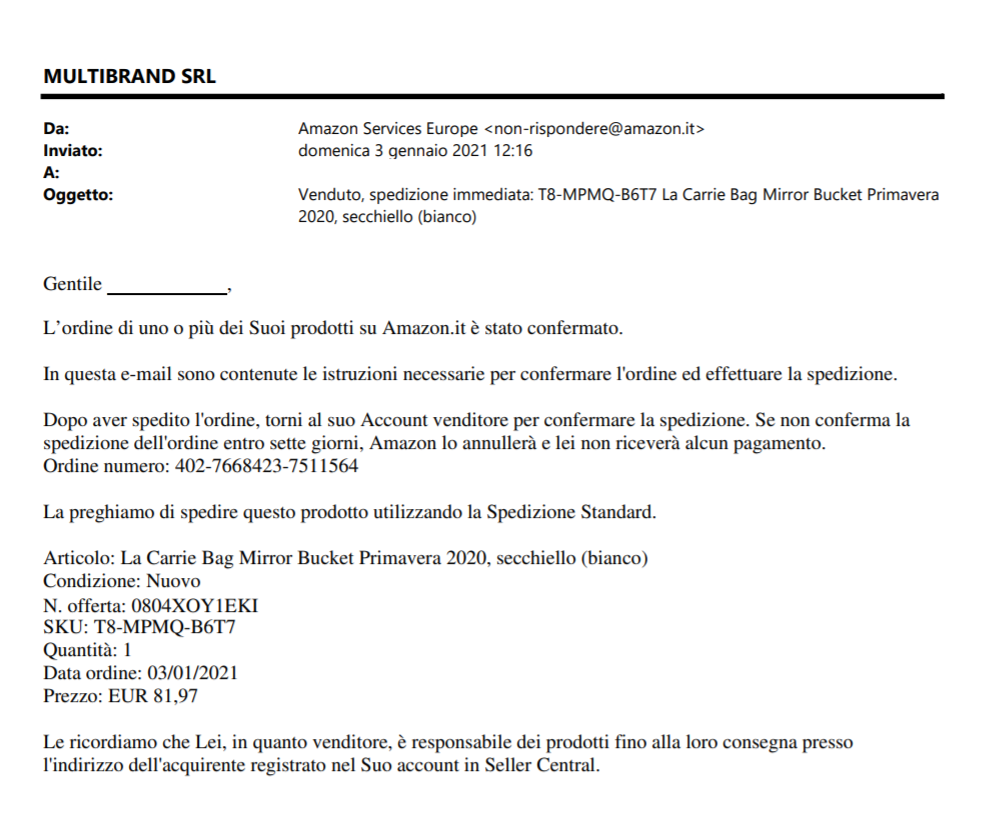 MULTIBRAND SRL
Da: Amazon Services Europe <non-rispondere@amazon.it>
Inviato: domenica 3 gennaio 2021 12:16
A:
Oggetto: Venduto, spedizione immediata: T8-MPMQ-B6T7 La Carrie Bag Mirror Bucket Primavera
2020, secchiello (bianco)
Gentile ____________,
L'ordine di uno o più dei Suoi prodotti su Amazon.it è stato confermato.
In questa e-mail sono contenute le istruzioni necessarie per confermare l'ordine ed effettuare la spedizione.
Dopo aver spedito l'ordine, torni al suo Account venditore per confermare la spedizione. Se non conferma la
spedizione dell'ordine entro sette giorni, Amazon lo annullerà e lei non riceverà alcun pagamento.
Ordine numero: 402-7668423-7511564
La preghiamo di spedire questo prodotto utilizzando la Spedizione Standard.
Articolo: La Carrie Bag Mirror Bucket Primavera 2020, secchiello (bianco)
Condizione: Nuovo
N. offerta: 0804XOY1EKI
SKU: T8-MPMQ-B6T7
Quantità: 1
Data ordine: 03/01/2021
Prezzo: EUR 81,97
Le ricordiamo che Lei, in quanto venditore, è responsabile dei prodotti fino alla loro consegna presso
l'indirizzo dell'acquirente registrato nel Suo account in Seller Central.